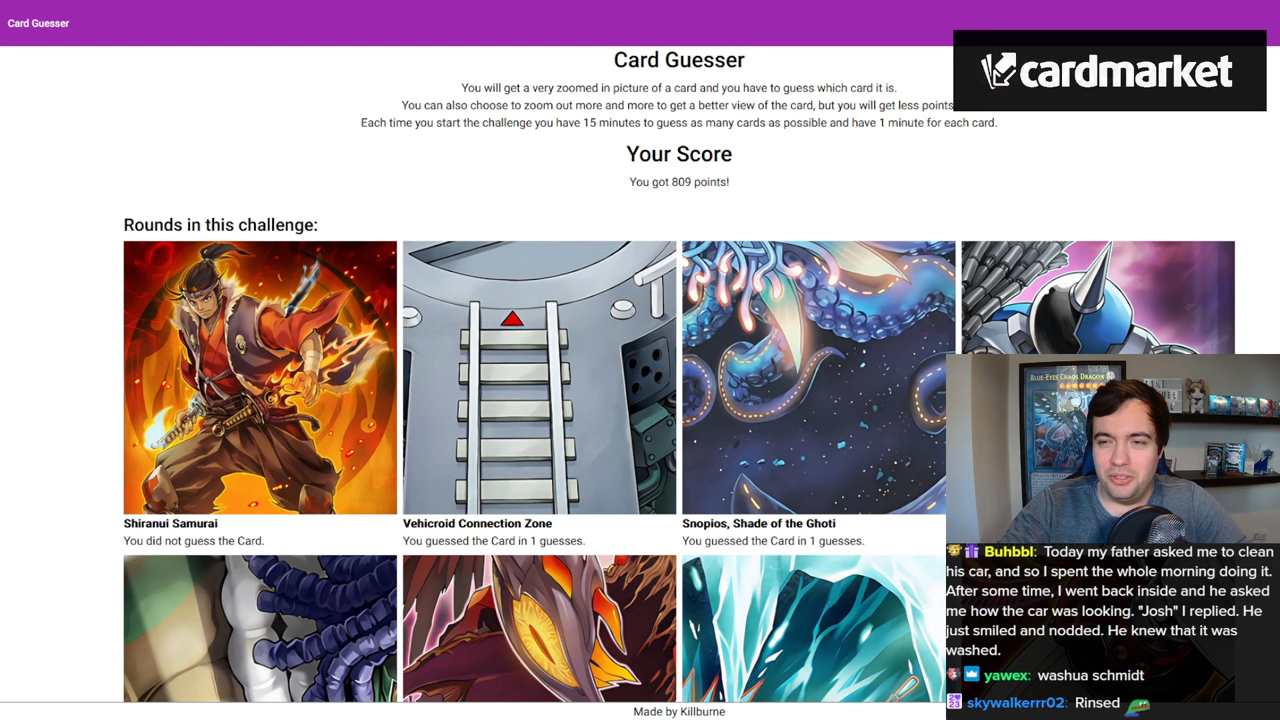 Card Guesser
cardmarket
Card Guesser
You will get a very zoomed in picture of a card and you have to guess which card it is.
You can also choose to zoom out more and more to get a better view of the card, but you will get less points
Each time you start the challenge you have 15 minutes to guess as many cards as possible and have 1 minute for each card.
Your Score
You got 809 points!
Rounds in this challenge:
BLUE-EYES CHAOS DRAGON
Shiranui Samurai
You did not guess the Card.
Vehicroid Connection Zone
You guessed the Card in 1 guesses.
Snopios, Shade of the Ghoti
You guessed the Card in 1 guesses.
Buhbbl: Today my father asked me to clean
his car, and so I spent the whole morning doing it.
After some time, I went back inside and he asked
me how the car was looking. "Josh" I replied. He
just smiled and nodded. He knew that it was
washed.
yawex: washua schmidt
skywalkerrr02: Rinsed
Made by Killburne